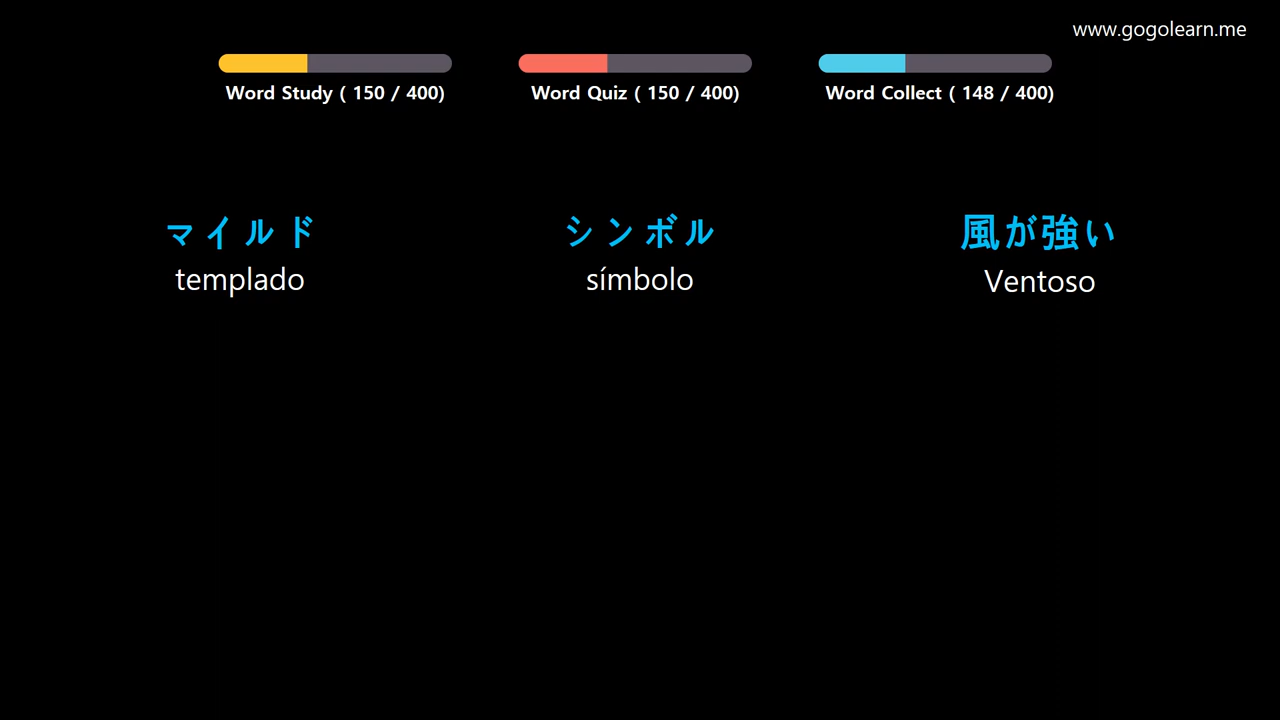 www.gogolearn.me
Word Study ( 150 / 400)
Word Quiz ( 150 / 400)
Word Collect ( 148 / 400)
マイルド
templado
シンボル
símbolo
風が強い
Ventoso